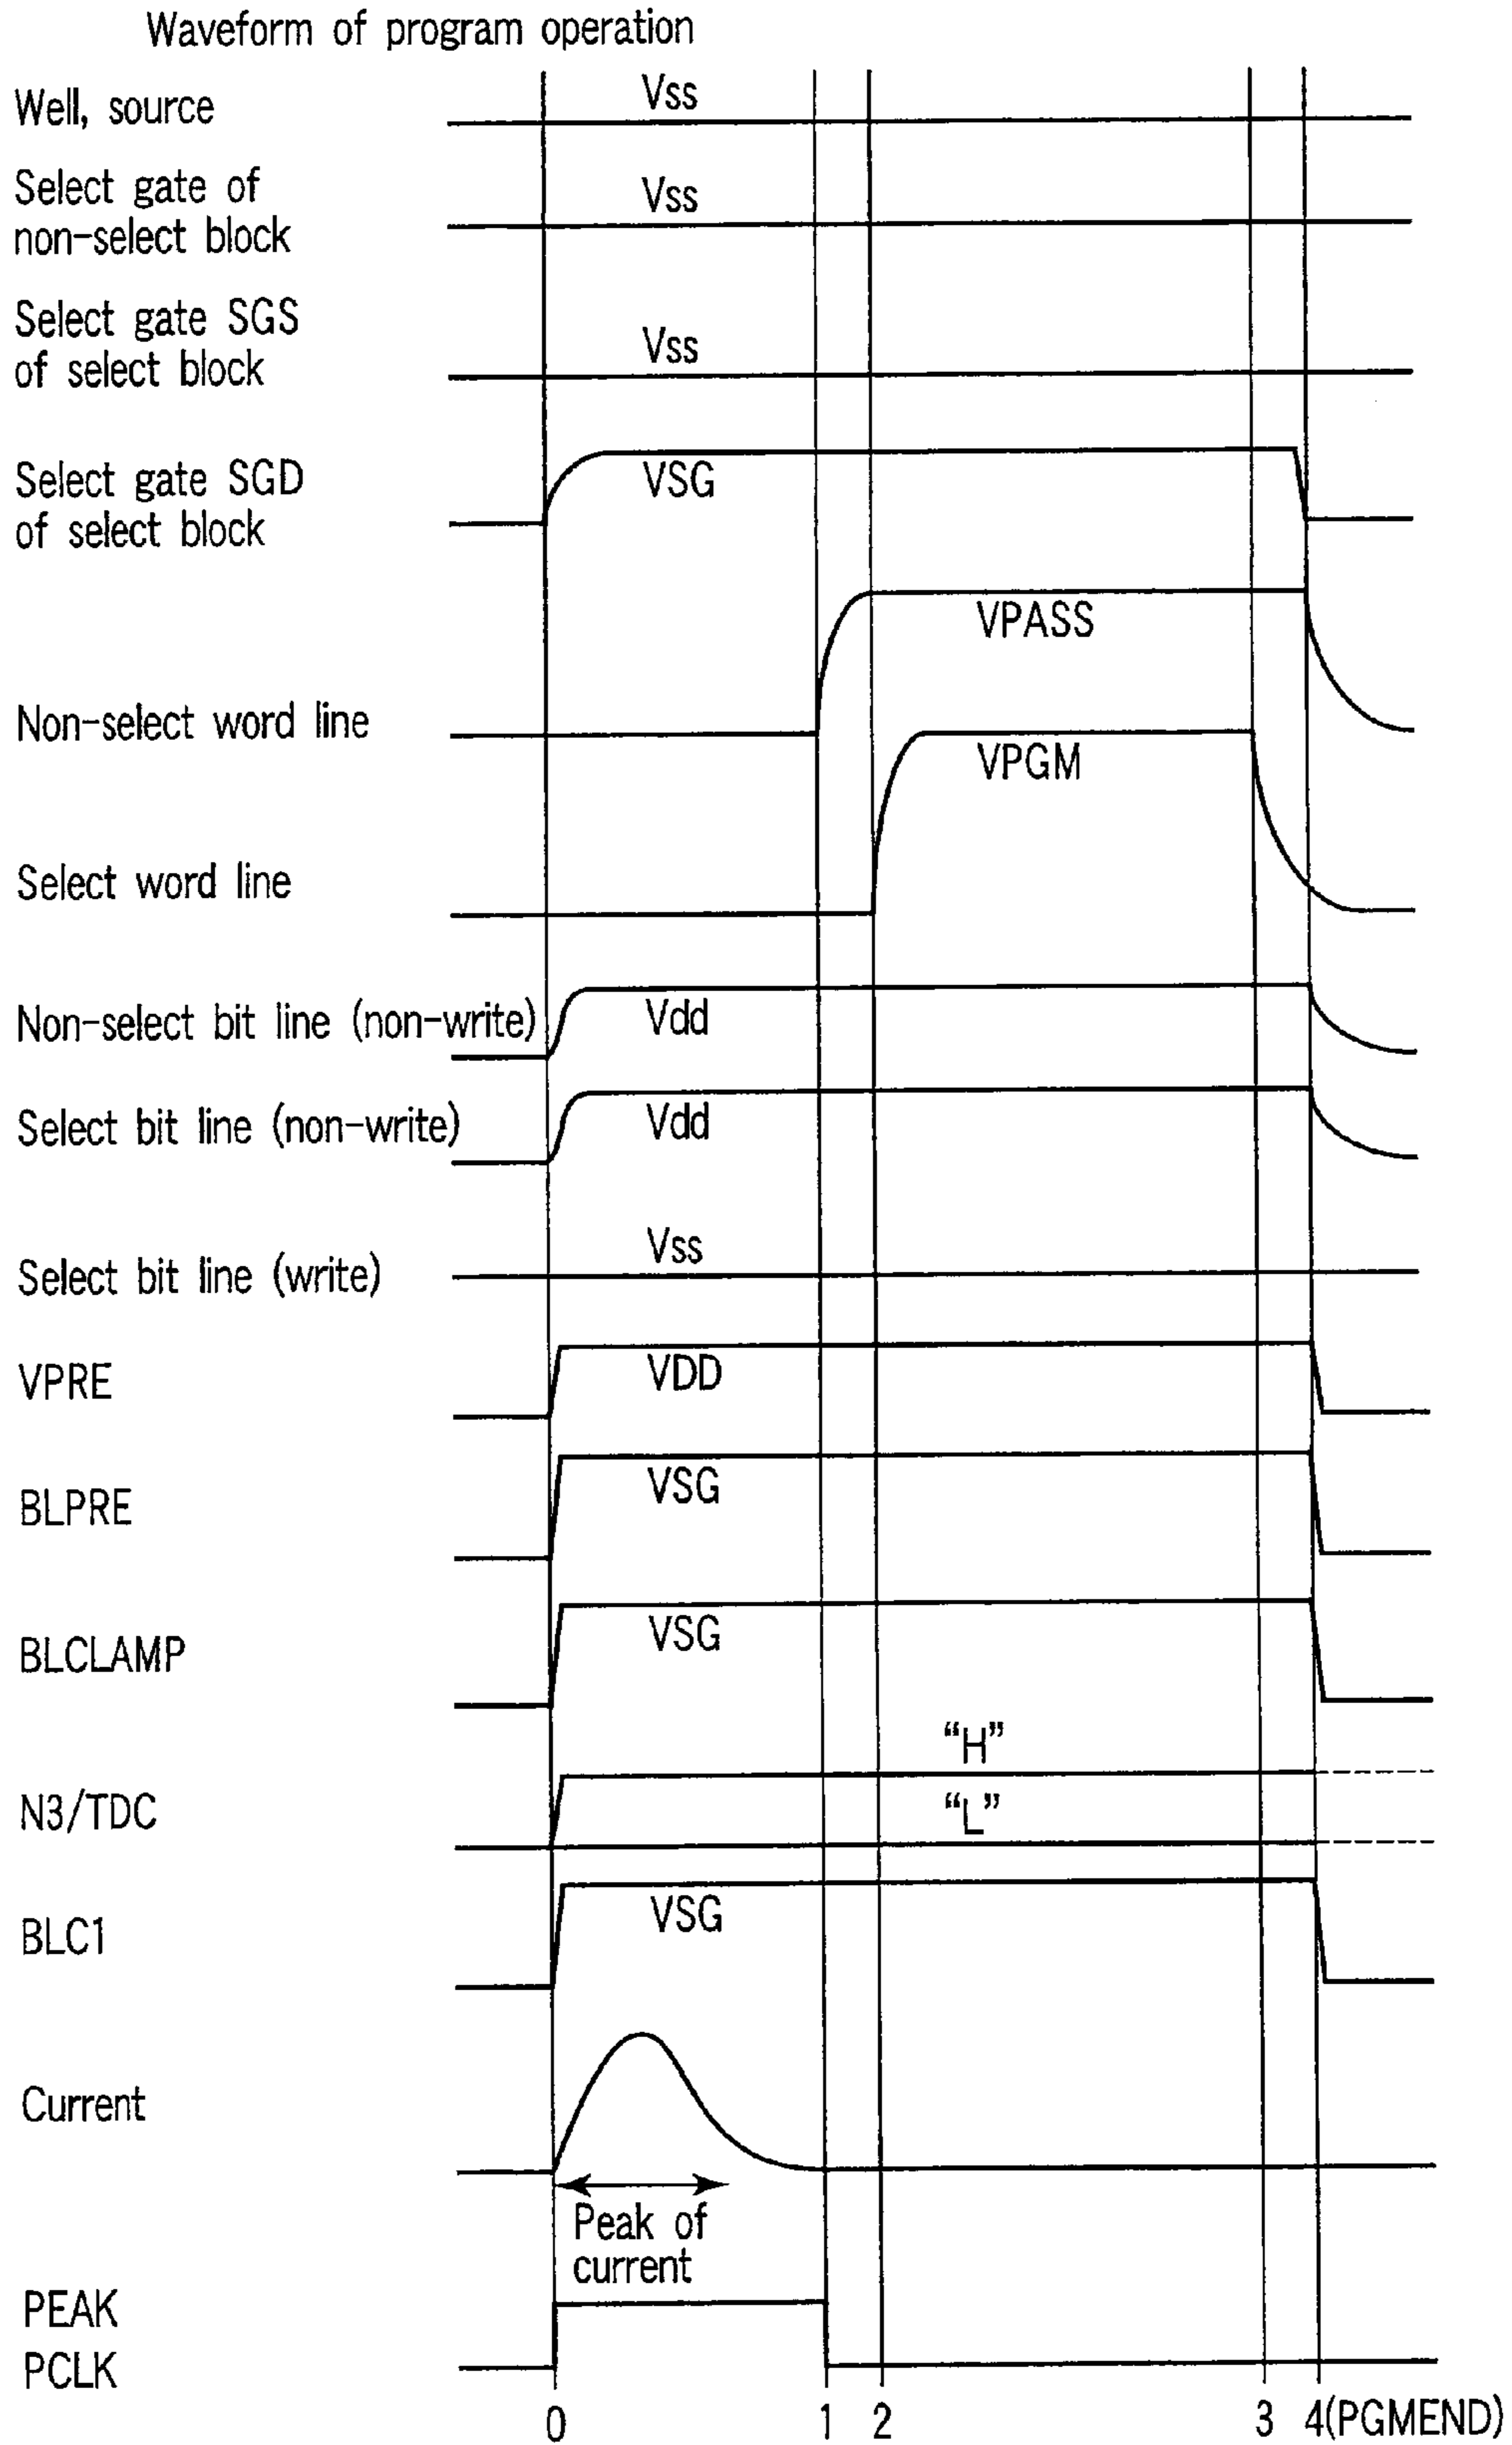 Waveform of program operation
Well, source
Vss
Select gate of
non-select block
Vss
Select gate SGS
of select block
Vss
Select gate SGD
of select block
VSG
VPASS
Non-select word line
VPGM
Select word line
Non-select bit line (non-write)
Vdd
Select bit line (non-write)
Vdd
Vss
Select bit line (write)
VPRE
VDD
BLPRE
VSG
BLCLAMP
VSG
“H”
N3/TDC
“L”
BLC1
VSG
Current
Peak of
current
PEAK
PCLK
0 1 2 3 4(PGMEND)